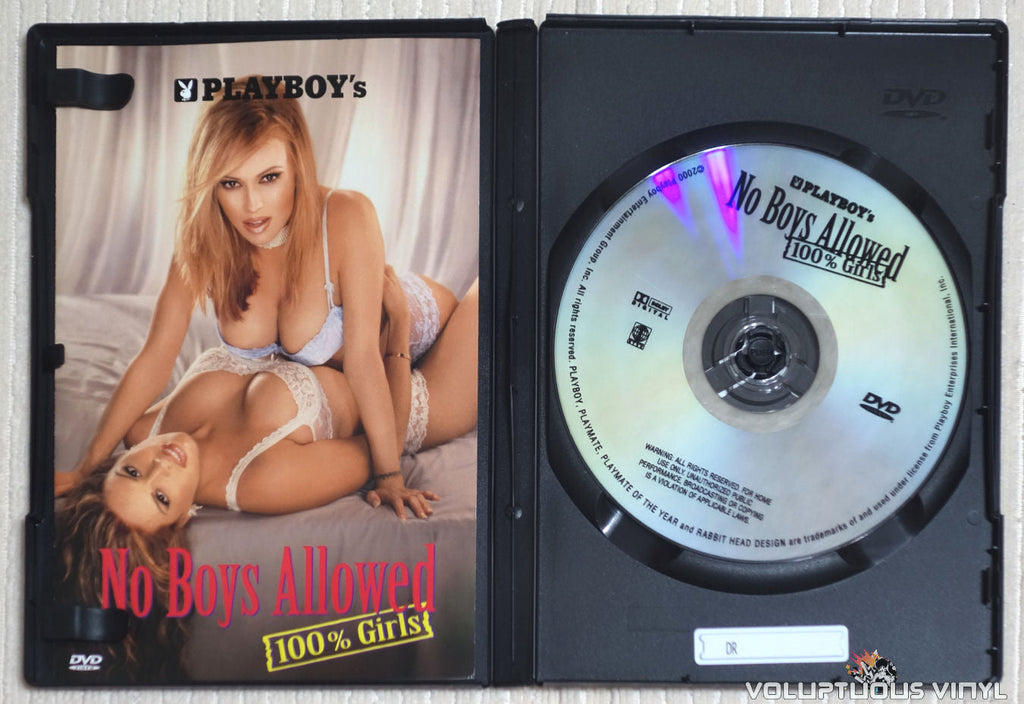 PLAYBOY's
No Boys Allowed
100% Girls
DVD
VIDEO
DVD
PLAYBOY's
No Boys Allowed
100% Girls
©2000 Playboy Entertainment Group, Inc. All rights reserved. PLAYBOY, PLAYMATE, PLAYMATE OF THE YEAR and RABBIT HEAD DESIGN are trademarks of and used under license from Playboy Enterprises International, Inc.
DOLBY
DIGITAL
DVD
WARNING: ALL RIGHTS RESERVED. FOR HOME
USE ONLY. UNAUTHORIZED PUBLIC
PERFORMANCE, BROADCASTING OR COPYING
IS A VIOLATION OF APPLICABLE LAWS.
DR
VOLUPTUOUS VINYL